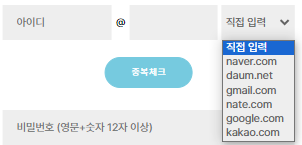 아이디 @ 직접 입력
직접 입력
naver.com
daum.net
중복체크
gmail.com
nate.com
google.com
kakao.com
비밀번호 (영문+숫자 12자 이상)